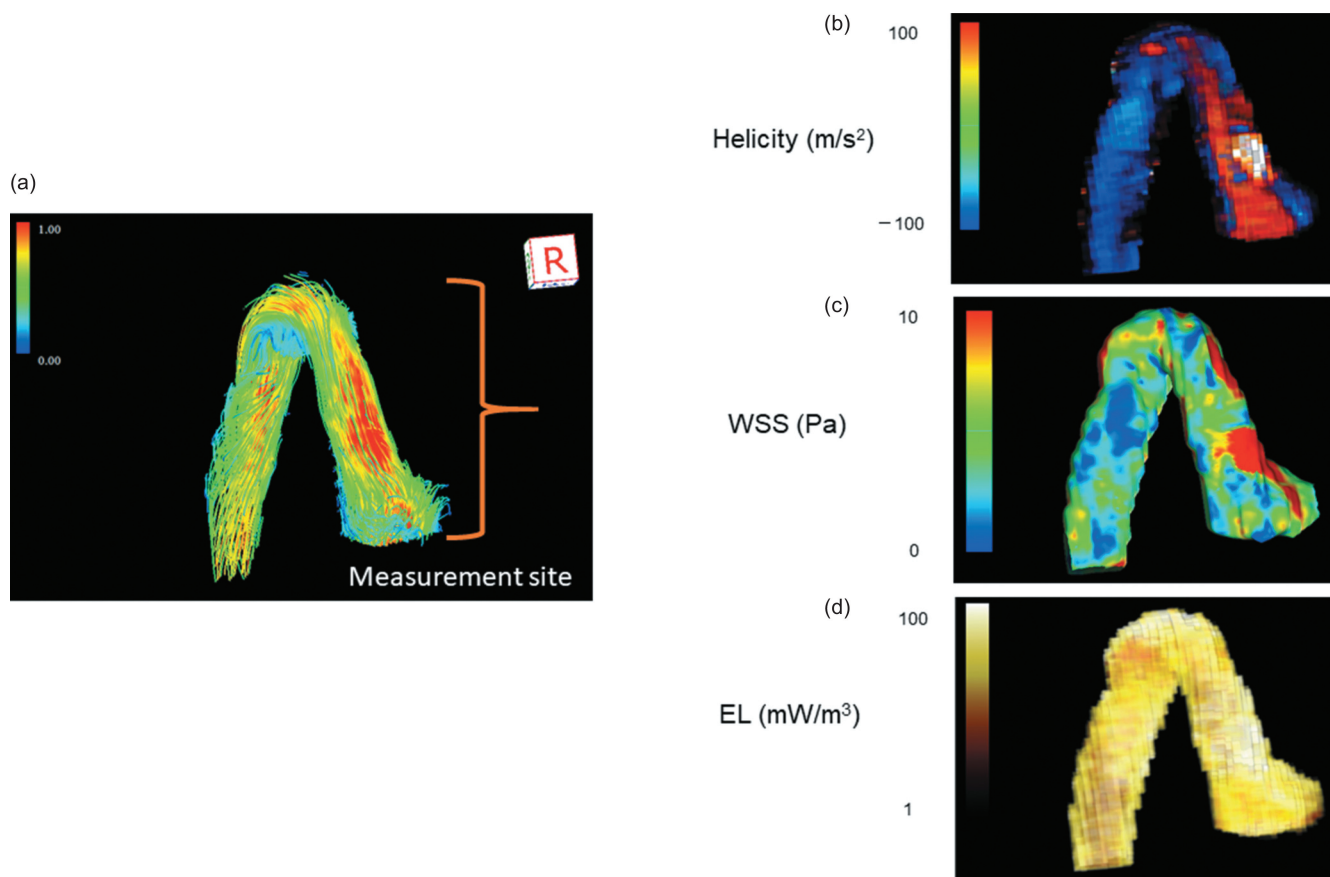 (a)
1.00
0.00
R
Measurement site
(b)
100
Helicity (m/s²)
−100
(c)
10
WSS (Pa)
0
(d)
100
EL (mW/m³)
1